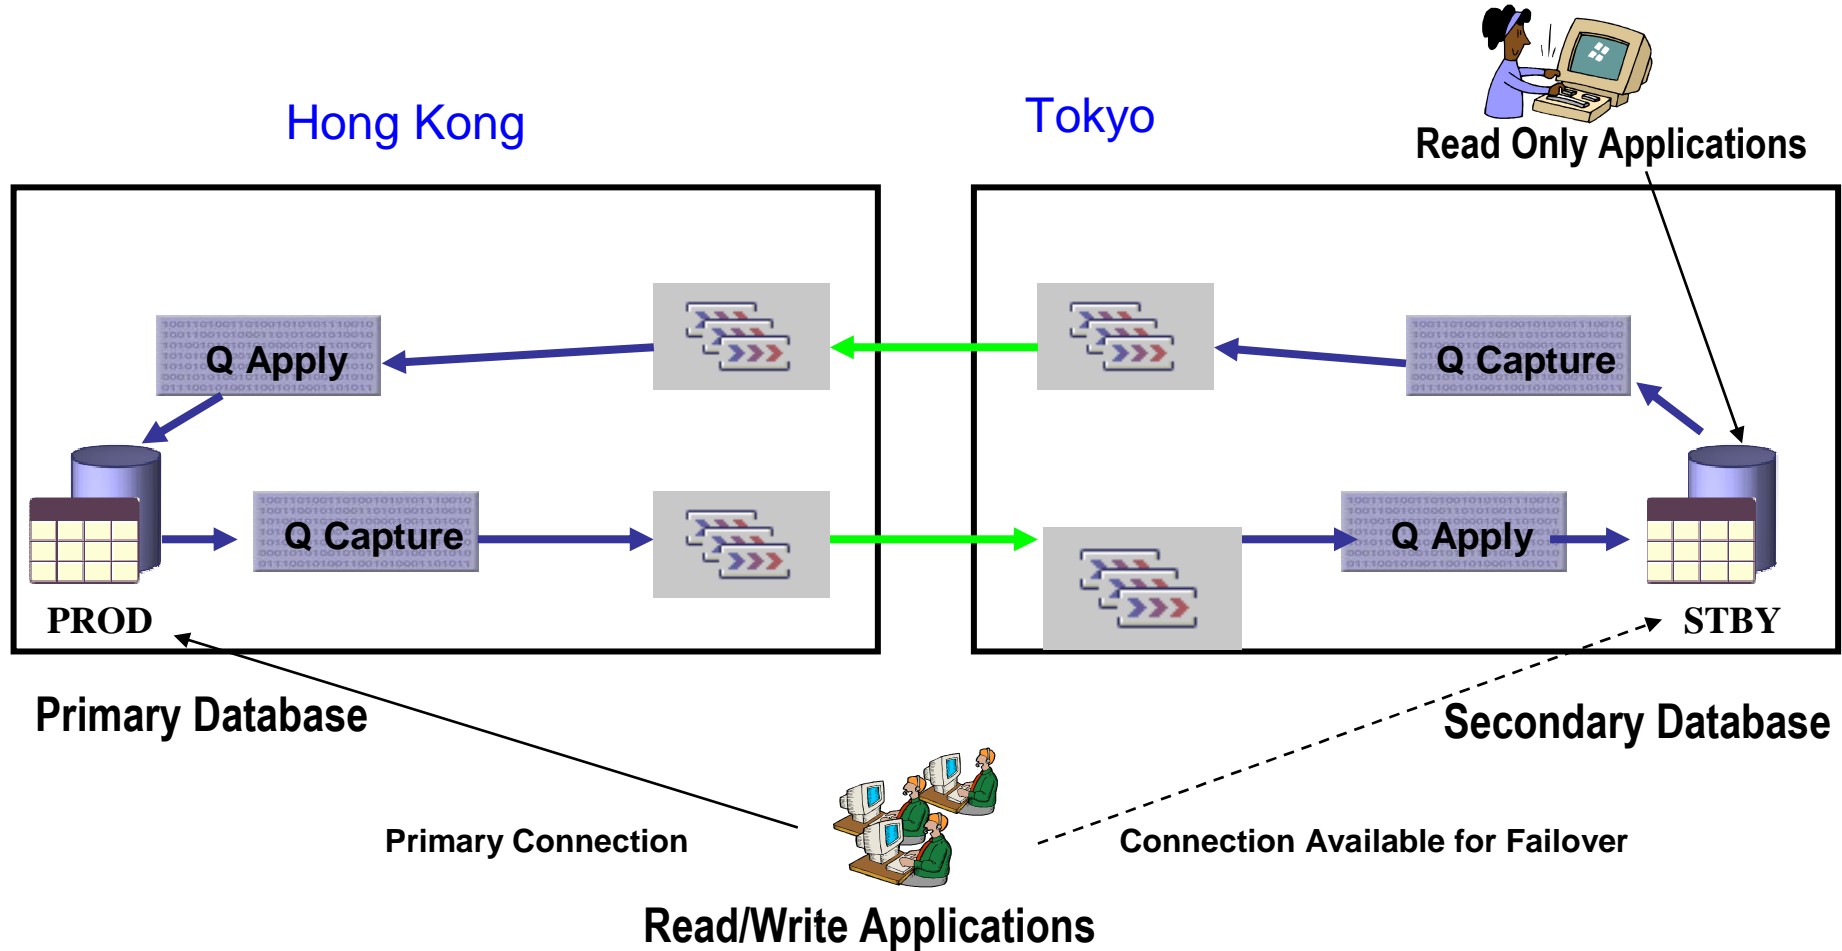 Hong Kong
Tokyo
Read Only Applications
Q Apply
Q Capture
Q Capture
Q Apply
PROD
STBY
Primary Database
Secondary Database
Primary Connection
Connection Available for Failover
Read/Write Applications